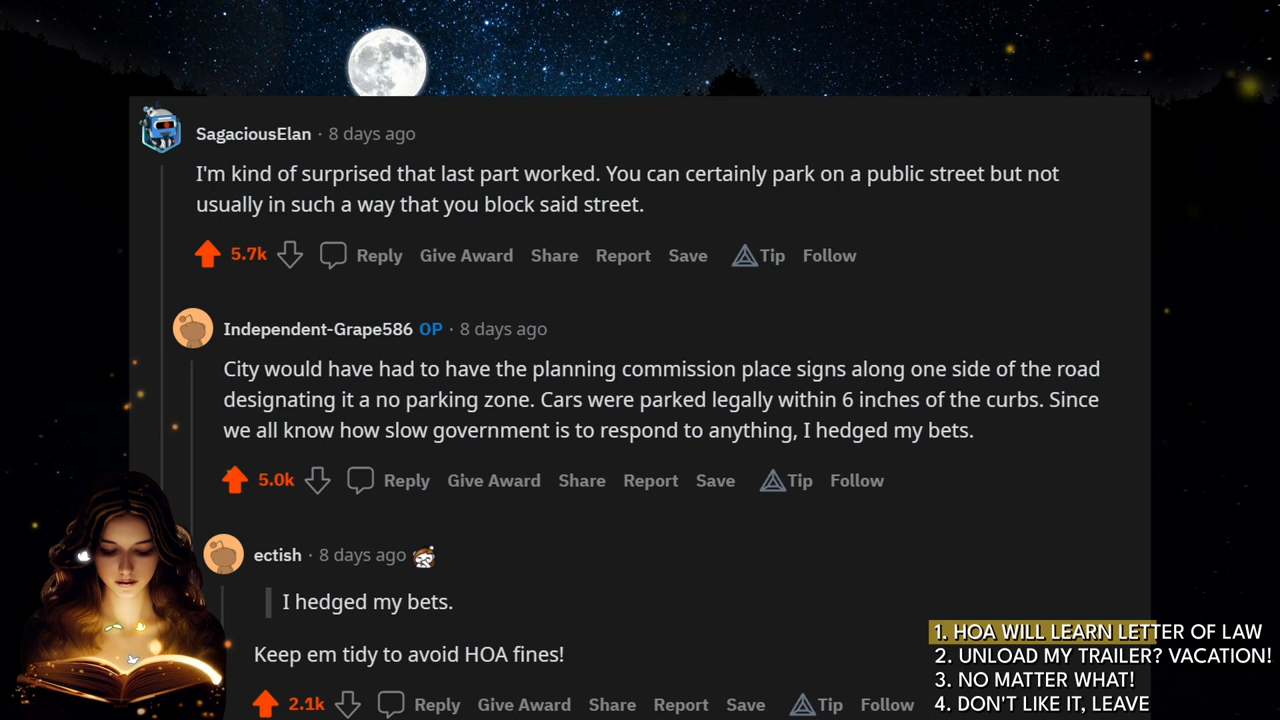 SagaciousElan · 8 days ago
I'm kind of surprised that last part worked. You can certainly park on a public street but not
usually in such a way that you block said street.
5.7k Reply Give Award Share Report Save Tip Follow
Independent-Grape586 OP · 8 days ago
City would have had to have the planning commission place signs along one side of the road
designating it a no parking zone. Cars were parked legally within 6 inches of the curbs. Since
we all know how slow government is to respond to anything, I hedged my bets.
5.0k Reply Give Award Share Report Save Tip Follow
ectish · 8 days ago
I hedged my bets.
Keep em tidy to avoid HOA fines!
2.1k Reply Give Award Share Report Save Tip Follow
1. HOA WILL LEARN LETTER OF LAW
2. UNLOAD MY TRAILER? VACATION!
3. NO MATTER WHAT!
4. DON'T LIKE IT, LEAVE